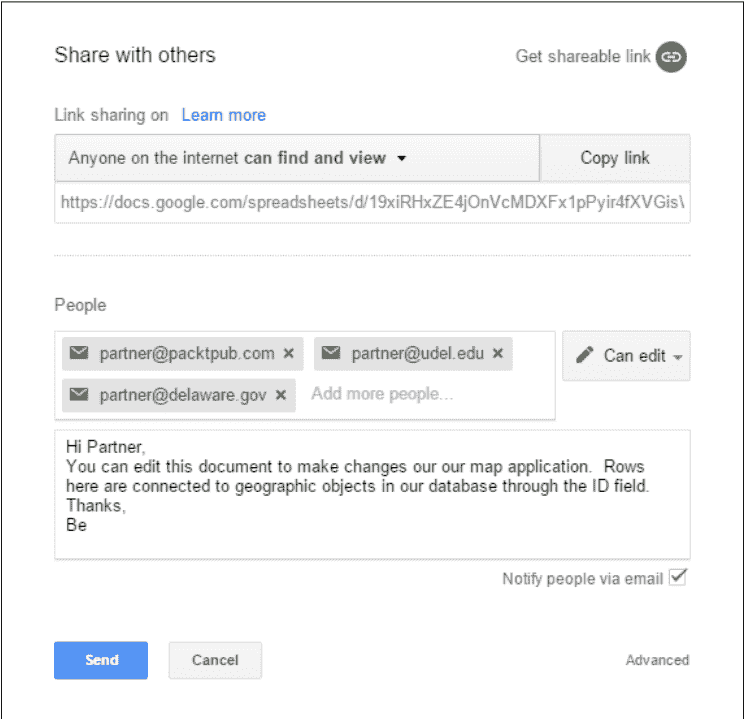 Share with others
Get shareable link
Link sharing on Learn more
Anyone on the internet can find and view
Copy link
https://docs.google.com/spreadsheets/d/19xiRHxZE4jOnVcMDXFx1pPyir4fXVGis\
People
partner@packtpub.com × partner@udel.edu ×
Can edit
partner@delaware.gov × Add more people...
Hi Partner,
You can edit this document to make changes our our map application. Rows
here are connected to geographic objects in our database through the ID field.
Thanks,
Be
Notify people via email
Send
Cancel
Advanced